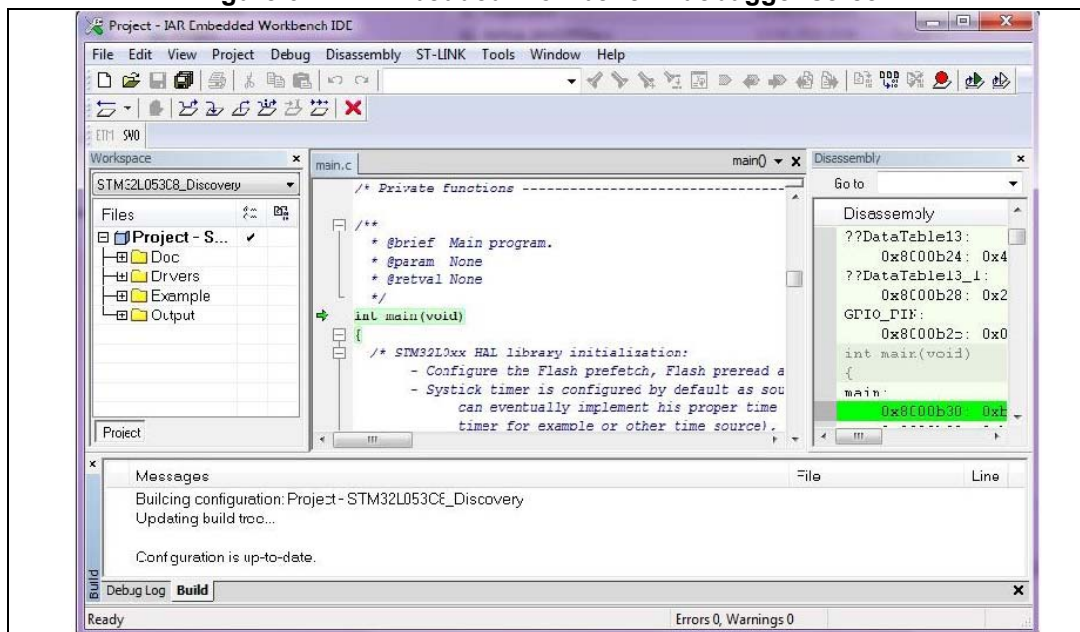 Project - IAR Embedded Workbench IDE
File Edit View Project Debug Disassembly ST-LINK Tools Window Help
ETM SWO
Workspace
main.c
main()
Disassembly
STM32L053C8_Discovery
Go to
Files
Disassembly
Project - S...
Doc
Drivers
Example
Output
/* Private functions ---------------------------------
/**
* @brief Main program.
* @param None
* @retval None
*/
int main(void)
{
/* STM32L0xx HAL library initialization:
- Configure the Flash prefetch, Flash preread a
- Systick timer is configured by default as sou
can eventually implement his proper time
timer for example or other time source),
??DataTable13:
0x8000b24: 0x4
??DataTable13_1:
0x8000b28: 0x2
GPIO_PIN:
0x8000b2c: 0x0
int main(void)
{
main:
0x8000b30: 0xb
Project
Messages
File
Line
Building configuration: Project - STM32L053C8_Discovery
Updating build tree...
Configuration is up-to-date.
Build
Debug Log Build
Ready
Errors 0, Warnings 0